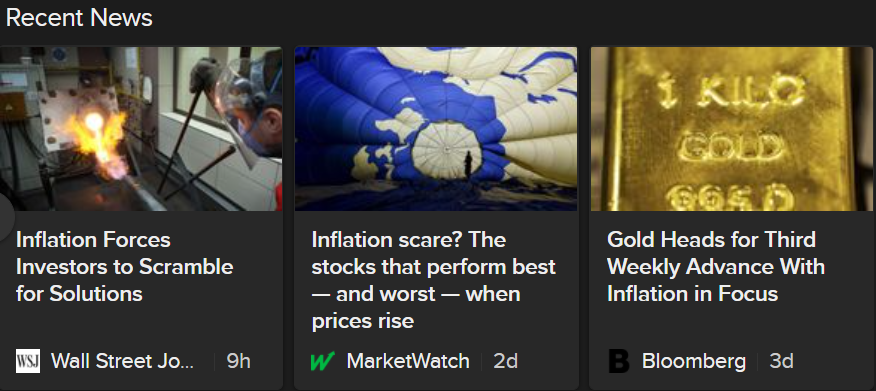 Recent News
1 KILO
GOLD
995.0
Inflation Forces
Investors to Scramble
for Solutions
WSJ Wall Street Jo... 9h
Inflation scare? The
stocks that perform best
— and worst — when
prices rise
MarketWatch 2d
Gold Heads for Third
Weekly Advance With
Inflation in Focus
B Bloomberg 3d